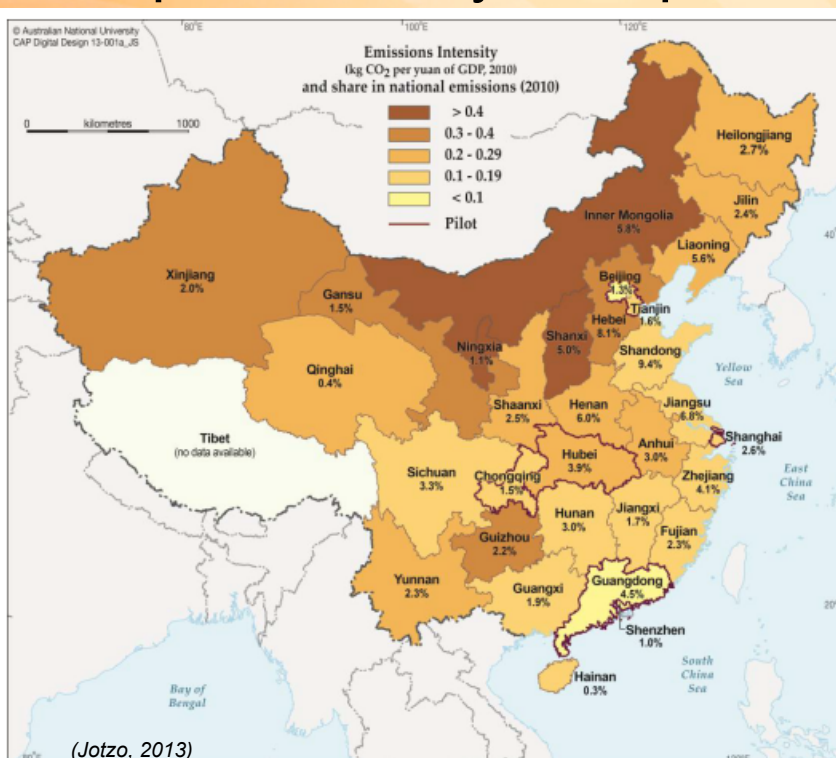 © Australian National University
CAP Digital Design 13-001a_JS
80°E
100°E
120°E
Emissions Intensity
(kg CO2 per yuan of GDP, 2010)
and share in national emissions (2010)
> 0.4
0.3 - 0.4
0.2 - 0.29
0.1 - 0.19
< 0.1
Pilot
0 kilometres 1000
Heilongjiang
2.7%
Jilin
2.4%
Inner Mongolia
5.8%
Liaoning
5.6%
40°
Xinjiang
2.0%
Gansu
1.5%
Beijing
1.3%
Tianjin
1.6%
Hebei
8.1%
Ningxia
1.1%
Shanxi
5.0%
Shandong
9.4%
Qinghai
0.4%
Yellow
Sea
Shaanxi
2.5%
Henan
6.0%
Jiangsu
6.8%
Tibet
(no data available)
Shanghai
2.6%
Anhui
3.0%
Hubei
3.9%
Sichuan
3.3%
Chongqing
1.5%
Zhejiang
4.1%
East
China
Sea
Hunan
3.0%
Jiangxi
1.7%
Fujian
2.3%
Guizhou
2.2%
Yunnan
2.3%
Guangxi
1.9%
Guangdong
4.5%
20°
Shenzhen
1.0%
South
China
Sea
Hainan
0.3%
Bay of
Bengal
(Jotzo, 2013)